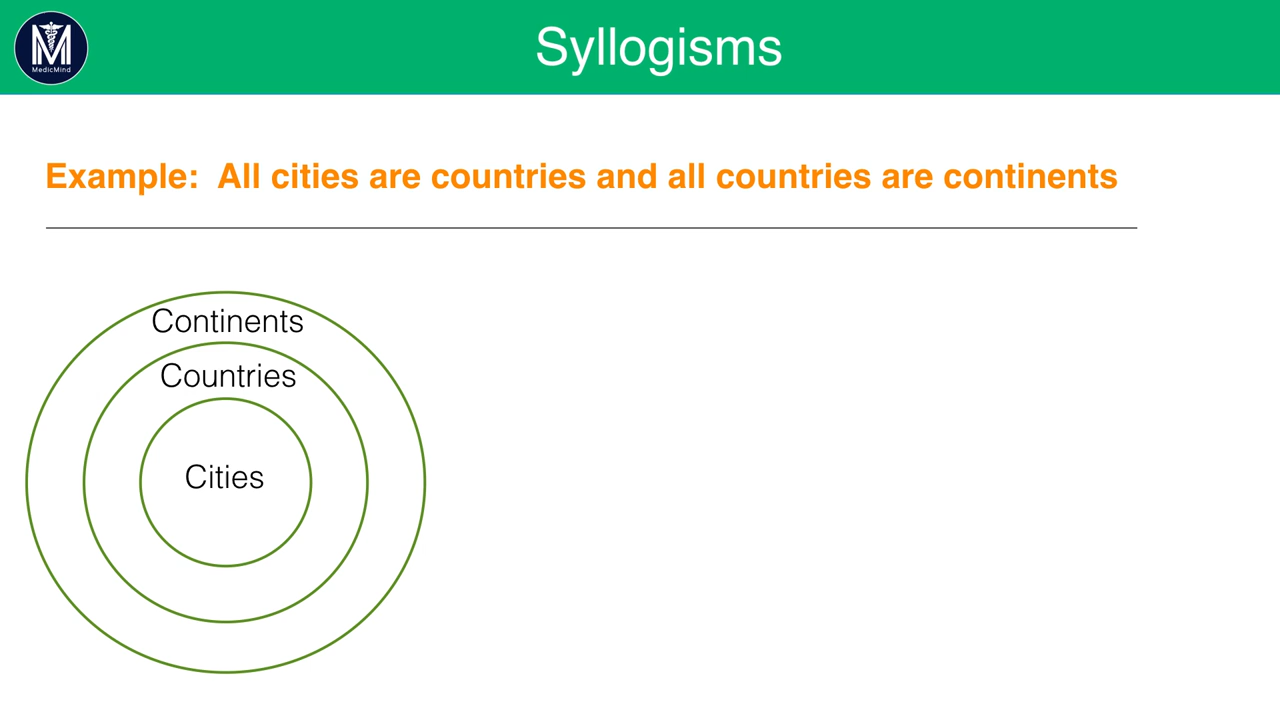 MedicMind
Syllogisms
Example: All cities are countries and all countries are continents
Continents
Countries
Cities